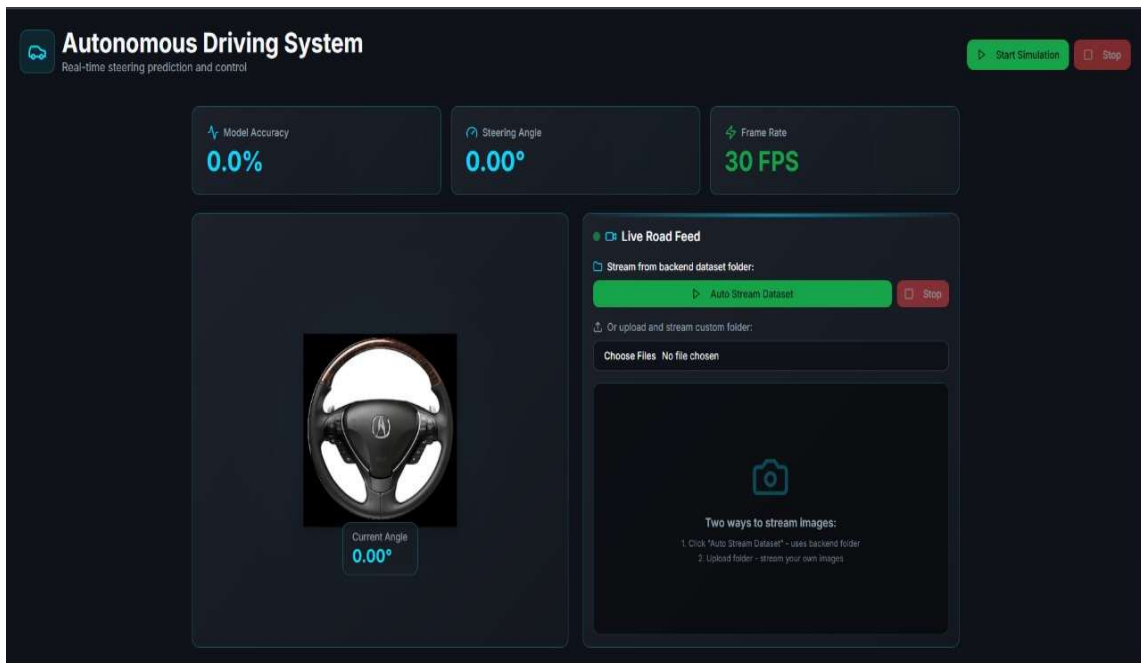 Autonomous Driving System
Real-time steering prediction and control
Start Simulation
Stop
Model Accuracy
0.0%
Steering Angle
0.00°
Frame Rate
30 FPS
Current Angle
0.00°
Live Road Feed
Stream from backend dataset folder:
Auto Stream Dataset
Stop
Or upload and stream custom folder:
Choose Files No file chosen
Two ways to stream images:
1. Click "Auto Stream Dataset" - uses backend folder
2. Upload folder - stream your own images